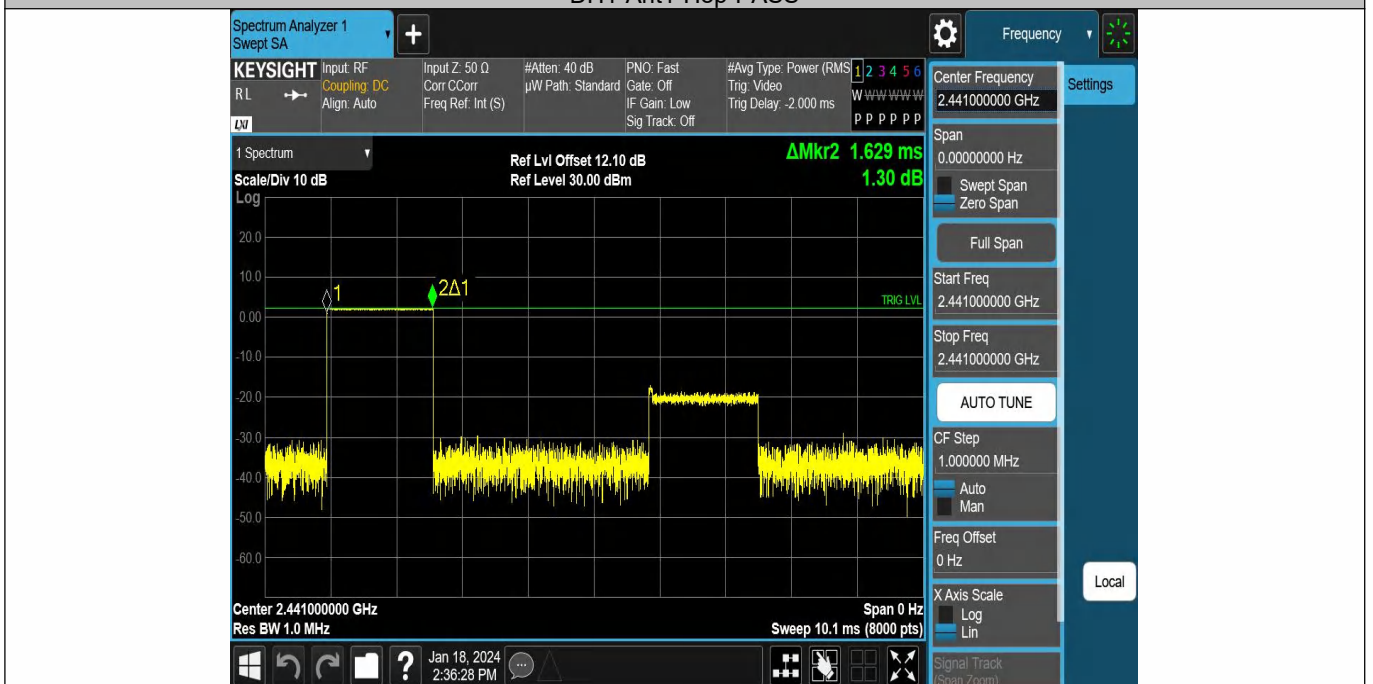 Spectrum Analyzer 1
Swept SA
+
Frequency
KEYSIGHT
RL
LXI
Input: RF
Coupling: DC
Align: Auto
Input Z: 50 Ω
Corr CCorr
Freq Ref: Int (S)
#Atten: 40 dB
µW Path: Standard
PNO: Fast
Gate: Off
IF Gain: Low
Sig Track: Off
#Avg Type: Power (RMS
Trig: Video
Trig Delay: -2.000 ms
1 2 3 4 5 6
W W W W W W
P P P P P P
Center Frequency
2.441000000 GHz
Settings
1 Spectrum
Scale/Div 10 dB
Ref Lvl Offset 12.10 dB
Ref Level 30.00 dBm
ΔMkr2 1.629 ms
1.30 dB
Log
20.0
10.0
0.00
-10.0
-20.0
-30.0
-40.0
-50.0
-60.0
1
2Δ1
TRIG LVL
Center 2.441000000 GHz
Res BW 1.0 MHz
Span 0 Hz
Sweep 10.1 ms (8000 pts)
Span
0.00000000 Hz
Swept Span
Zero Span
Full Span
Start Freq
2.441000000 GHz
Stop Freq
2.441000000 GHz
AUTO TUNE
CF Step
1.000000 MHz
Auto
Man
Freq Offset
0 Hz
X Axis Scale
Log
Lin
Local
Signal Track
(Span Zoom)
?
Jan 18, 2024
2:36:28 PM